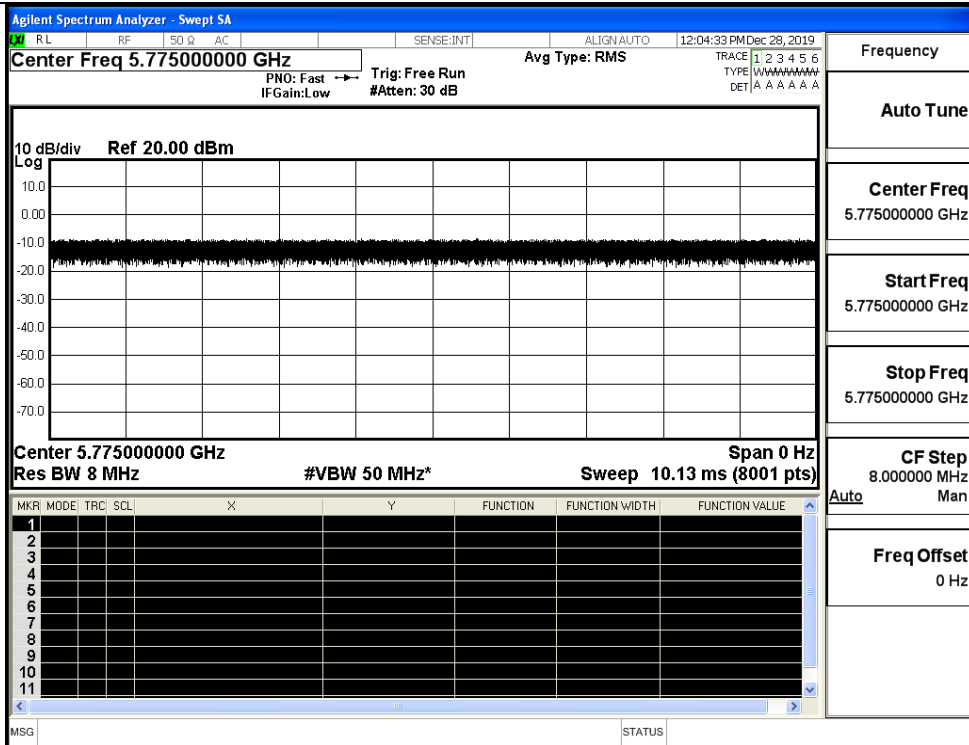 Agilent Spectrum Analyzer - Swept SA
LXI RL RF 50 Ω AC SENSE:INT ALIGN AUTO 12:04:33 PM Dec 28, 2019
Center Freq 5.775000000 GHz
PNO: Fast
IFGain:Low
Trig: Free Run
#Atten: 30 dB
Avg Type: RMS
TRACE 1 2 3 4 5 6
TYPE
DET A A A A A A
10 dB/div Ref 20.00 dBm
Log
10.0
0.00
-10.0
-20.0
-30.0
-40.0
-50.0
-60.0
-70.0
Center 5.775000000 GHz Span 0 Hz
Res BW 8 MHz #VBW 50 MHz* Sweep 10.13 ms (8001 pts)
MKR MODE TRC SCL X Y FUNCTION FUNCTION WIDTH FUNCTION VALUE
1
2
3
4
5
6
7
8
9
10
11
MSG STATUS
Frequency
Auto Tune
Center Freq
5.775000000 GHz
Start Freq
5.775000000 GHz
Stop Freq
5.775000000 GHz
CF Step
8.000000 MHz
Auto Man
Freq Offset
0 Hz